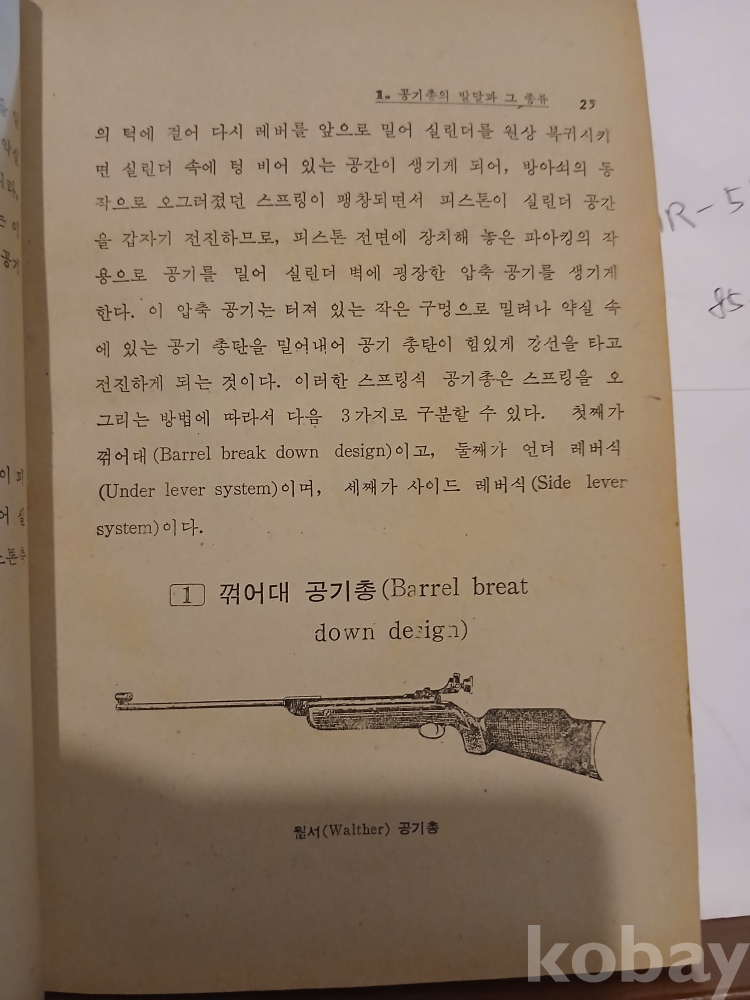 1. 공기총의 발달과 그 종류 25
의 턱에 걸어 다시 레버를 앞으로 밀어 실린더를 원상 복귀시키
면 실린더 속에 텅 비어 있는 공간이 생기게 되어, 방아쇠의 동
작으로 오그러졌던 스프링이 팽창되면서 피스톤이 실린더 공간
을 갑자기 전진하므로, 피스톤 전면에 장치해 놓은 파아킹의 작
용으로 공기를 밀어 실린더 벽에 굉장한 압축 공기를 생기게
한다. 이 압축 공기는 터져 있는 작은 구멍으로 밀려나 약실 속
에 있는 공기 총탄을 밀어내어 공기 총탄이 힘있게 강선을 타고
전진하게 되는 것이다. 이러한 스프링식 공기총은 스프링을 오
그리는 방법에 따라서 다음 3가지로 구분할 수 있다. 첫째가
꺾어대(Barrel break down design)이고, 둘째가 언더 레버식
(Under lever system)이며, 세째가 사이드 레버식(Side lever
system)이다.
1 꺾어대 공기총(Barrel breat
down design)
월서(Walther) 공기총
85
kobay